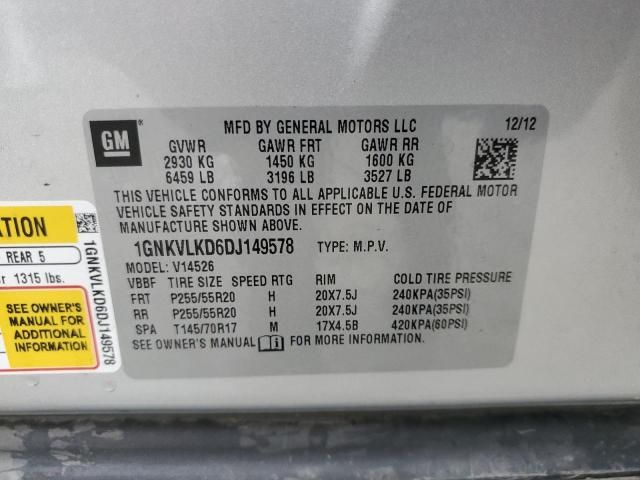 GM
MFD BY GENERAL MOTORS LLC 12/12
GVWR GAWR FRT GAWR RR
2930 KG 1450 KG 1600 KG
6459 LB 3196 LB 3527 LB
THIS VEHICLE CONFORMS TO ALL APPLICABLE U.S. FEDERAL MOTOR
VEHICLE SAFETY STANDARDS IN EFFECT ON THE DATE OF
MANUFACTURE SHOWN ABOVE.
1GNKVLKD6DJ149578 TYPE: M.P.V.
MODEL: V14526
VBBF TIRE SIZE SPEED RTG RIM COLD TIRE PRESSURE
FRT P255/55R20 H 20X7.5J 240KPA(35PSI)
RR P255/55R20 H 20X7.5J 240KPA(35PSI)
SPA T145/70R17 M 17X4.5B 420KPA(60PSI)
SEE OWNER'S MANUAL FOR MORE INFORMATION.
REAR 5
1315 lbs.
SEE OWNER'S
MANUAL FOR
ADDITIONAL
INFORMATION
1GNKVLKD6DJ149578